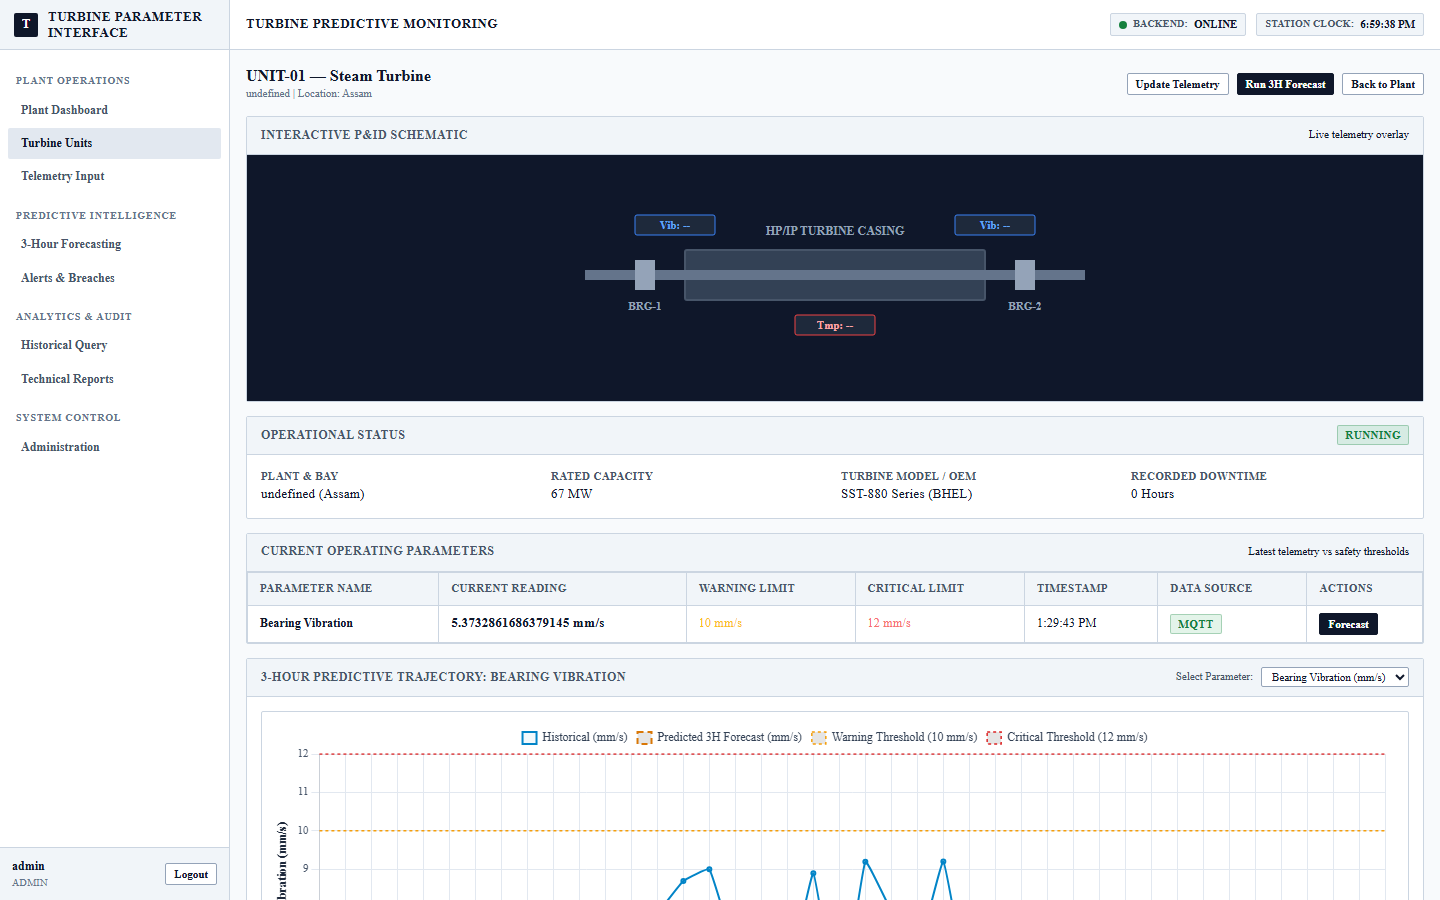 T
TURBINE PARAMETER
INTERFACE
TURBINE PREDICTIVE MONITORING
BACKEND: ONLINE
STATION CLOCK: 6:59:38 PM
PLANT OPERATIONS
Plant Dashboard
Turbine Units
Telemetry Input
PREDICTIVE INTELLIGENCE
3-Hour Forecasting
Alerts & Breaches
ANALYTICS & AUDIT
Historical Query
Technical Reports
SYSTEM CONTROL
Administration
admin
ADMIN
Logout
UNIT-01 — Steam Turbine
undefined | Location: Assam
Update Telemetry
Run 3H Forecast
Back to Plant
INTERACTIVE P&ID SCHEMATIC
Live telemetry overlay
Vib: --
HP/IP TURBINE CASING
Vib: --
BRG-1
BRG-2
Tmp: --
OPERATIONAL STATUS
RUNNING
PLANT & BAY
undefined (Assam)
RATED CAPACITY
67 MW
TURBINE MODEL / OEM
SST-880 Series (BHEL)
RECORDED DOWNTIME
0 Hours
CURRENT OPERATING PARAMETERS
Latest telemetry vs safety thresholds
PARAMETER NAME CURRENT READING WARNING LIMIT CRITICAL LIMIT TIMESTAMP DATA SOURCE ACTIONS
Bearing Vibration 5.3732861686379145 mm/s 10 mm/s 12 mm/s 1:29:43 PM MQTT Forecast
3-HOUR PREDICTIVE TRAJECTORY: BEARING VIBRATION
Select Parameter: Bearing Vibration (mm/s)
Historical (mm/s) Predicted 3H Forecast (mm/s) Warning Threshold (10 mm/s) Critical Threshold (12 mm/s)
12
11
10
9
bration (mm/s)